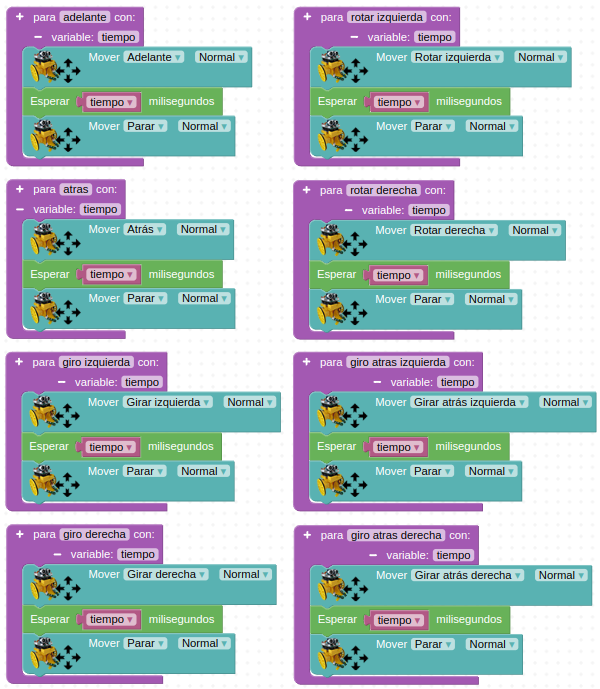 para adelante con:
variable: tiempo
Mover Adelante Normal
Esperar tiempo milisegundos
Mover Parar Normal
para rotar izquierda con:
variable: tiempo
Mover Rotar izquierda Normal
Esperar tiempo milisegundos
Mover Parar Normal
para atras con:
variable: tiempo
Mover Atrás Normal
Esperar tiempo milisegundos
Mover Parar Normal
para rotar derecha con:
variable: tiempo
Mover Rotar derecha Normal
Esperar tiempo milisegundos
Mover Parar Normal
para giro izquierda con:
variable: tiempo
Mover Girar izquierda Normal
Esperar tiempo milisegundos
Mover Parar Normal
para giro atras izquierda con:
variable: tiempo
Mover Girar atrás izquierda Normal
Esperar tiempo milisegundos
Mover Parar Normal
para giro derecha con:
variable: tiempo
Mover Girar derecha Normal
Esperar tiempo milisegundos
Mover Parar Normal
para giro atras derecha con:
variable: tiempo
Mover Girar atrás derecha Normal
Esperar tiempo milisegundos
Mover Parar Normal